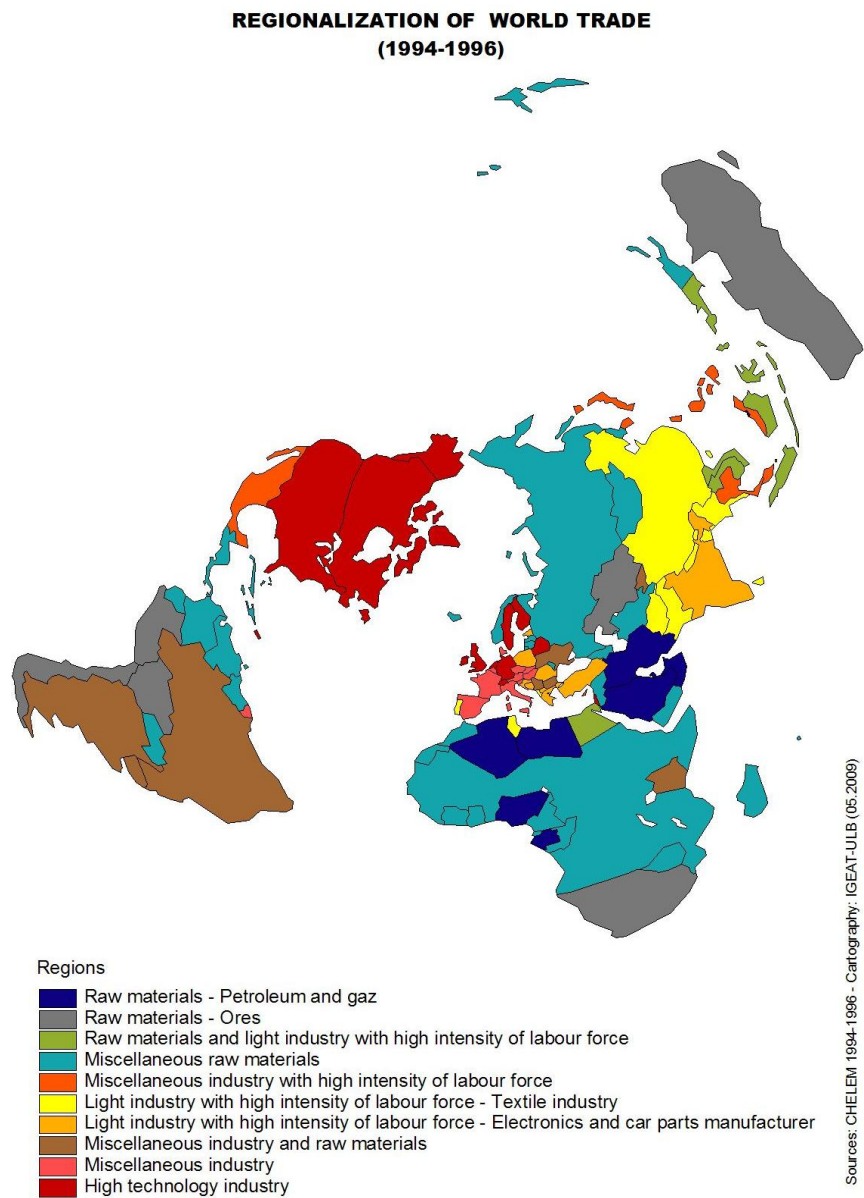 REGIONALIZATION OF WORLD TRADE
(1994-1996)
Regions
Raw materials - Petroleum and gaz
Raw materials - Ores
Raw materials and light industry with high intensity of labour force
Miscellaneous raw materials
Miscellaneous industry with high intensity of labour force
Light industry with high intensity of labour force - Textile industry
Light industry with high intensity of labour force - Electronics and car parts manufacturer
Miscellaneous industry and raw materials
Miscellaneous industry
High technology industry
Sources: CHELEM 1994-1996 - Cartography: IGEAT-ULB (05.2009)